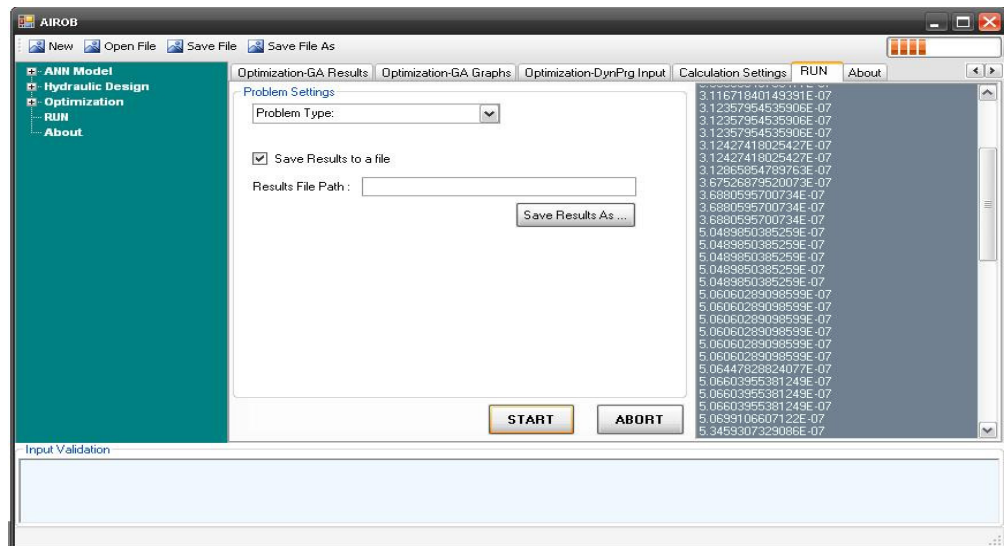 AIROB
New Open File Save File Save File As
ANN Model
Hydraulic Design
Optimization
RUN
About
Optimization-GA Results Optimization-GA Graphs Optimization-DynPrg Input Calculation Settings RUN About
Problem Settings
Problem Type:
Save Results to a file
Results File Path :
Save Results As ...
START ABORT
3.11671840149391E-07
3.12357954535906E-07
3.12357954535906E-07
3.12357954535906E-07
3.12427418025427E-07
3.12427418025427E-07
3.12865854789763E-07
3.67526879520073E-07
3.6880595700734E-07
3.6880595700734E-07
3.6880595700734E-07
5.0489850385259E-07
5.0489850385259E-07
5.0489850385259E-07
5.0489850385259E-07
5.0489850385259E-07
5.06060289098599E-07
5.06060289098599E-07
5.06060289098599E-07
5.06060289098599E-07
5.06060289098599E-07
5.06060289098599E-07
5.06447828824077E-07
5.06603955381249E-07
5.06603955381249E-07
5.06603955381249E-07
5.0699106607122E-07
5.3459307329086E-07
Input Validation